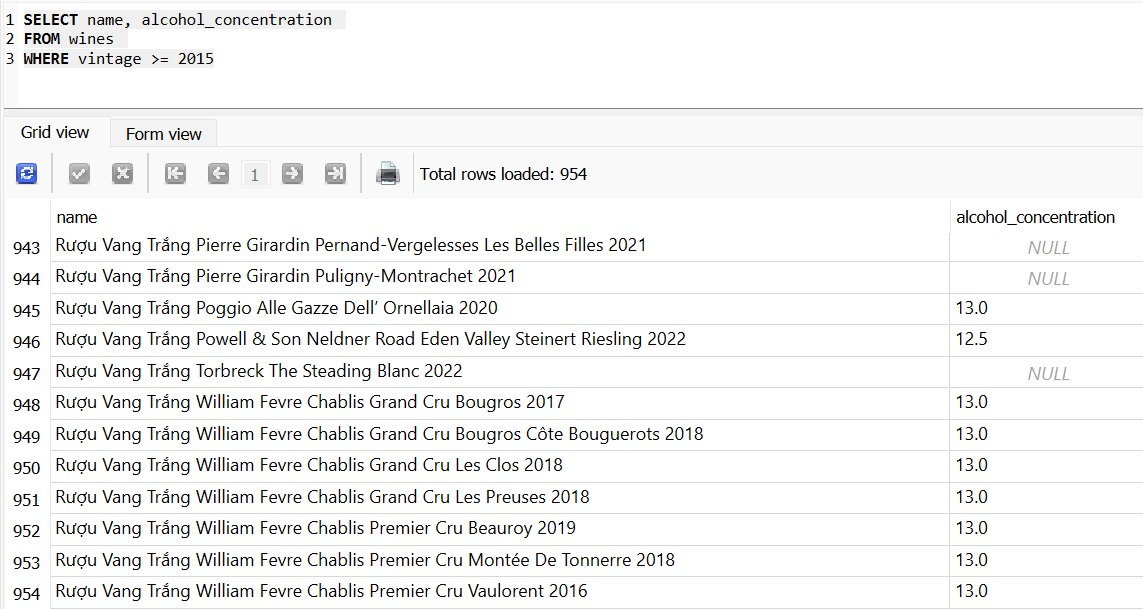 1 SELECT name, alcohol_concentration
2 FROM wines
3 WHERE vintage >= 2015
Grid view Form view
1 Total rows loaded: 954
name alcohol_concentration
943 Rượu Vang Trắng Pierre Girardin Pernand-Vergelesses Les Belles Filles 2021 NULL
944 Rượu Vang Trắng Pierre Girardin Puligny-Montrachet 2021 NULL
945 Rượu Vang Trắng Poggio Alle Gazze Dell’ Ornellaia 2020 13.0
946 Rượu Vang Trắng Powell & Son Neldner Road Eden Valley Steinert Riesling 2022 12.5
947 Rượu Vang Trắng Torbreck The Steading Blanc 2022 NULL
948 Rượu Vang Trắng William Fevre Chablis Grand Cru Bougros 2017 13.0
949 Rượu Vang Trắng William Fevre Chablis Grand Cru Bougros Côte Bouguerots 2018 13.0
950 Rượu Vang Trắng William Fevre Chablis Grand Cru Les Clos 2018 13.0
951 Rượu Vang Trắng William Fevre Chablis Grand Cru Les Preuses 2018 13.0
952 Rượu Vang Trắng William Fevre Chablis Premier Cru Beauroy 2019 13.0
953 Rượu Vang Trắng William Fevre Chablis Premier Cru Montée De Tonnerre 2018 13.0
954 Rượu Vang Trắng William Fevre Chablis Premier Cru Vaulorent 2016 13.0